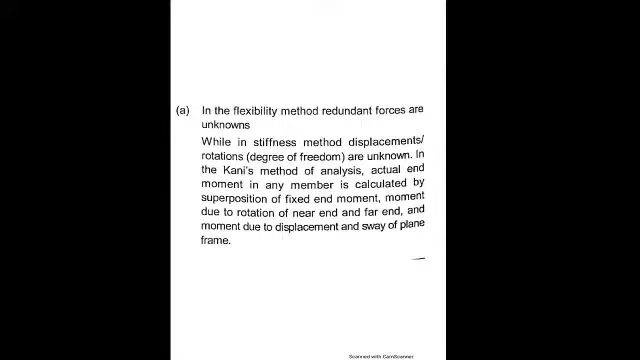 (a) In the flexibility method redundant forces are
unknowns
While in stiffness method displacements/
rotations (degree of freedom) are unknown. In
the Kani's method of analysis, actual end
moment in any member is calculated by
superposition of fixed end moment, moment
due to rotation of near end and far end, and
moment due to displacement and sway of plane
frame.
Scanned with CamScanner